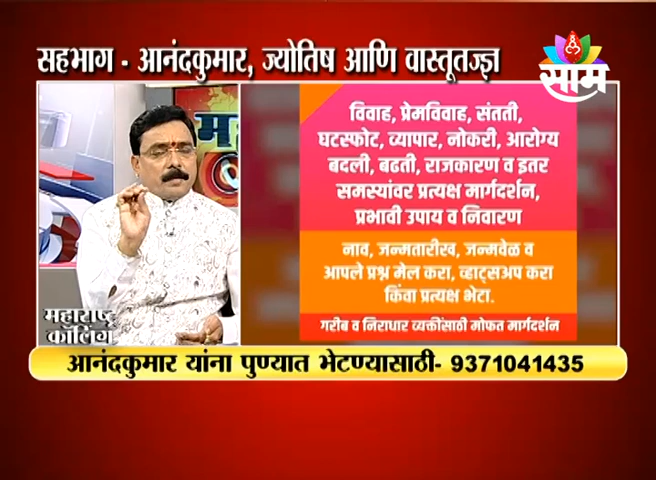 सहभाग - आनंदकुमार, ज्योतिष आणि वास्तूतज्ज्ञ
साम
विवाह, प्रेमविवाह, संतती,
घटस्फोट, व्यापार, नोकरी, आरोग्य
बदली, बढती, राजकारण व इतर
समस्यांवर प्रत्यक्ष मार्गदर्शन,
प्रभावी उपाय व निवारण
नाव, जन्मतारीख, जन्मवेळ व
आपले प्रश्न मेल करा, व्हाट्सअप करा
किंवा प्रत्यक्ष भेटा.
गरीब व निराधार व्यक्तींसाठी मोफत मार्गदर्शन
महाराष्ट्र
कॉलिंग
आनंदकुमार यांना पुण्यात भेटण्यासाठी- 9371041435